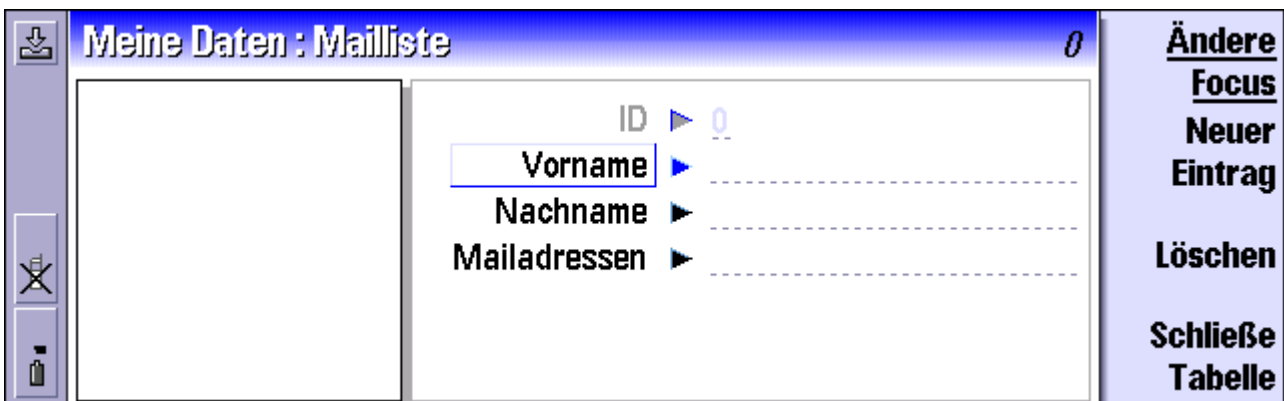 Meine Daten : Mailliste 0
ID 0
Vorname
Nachname
Mailadressen
Ändere
Focus
Neuer
Eintrag
Löschen
Schließe
Tabelle